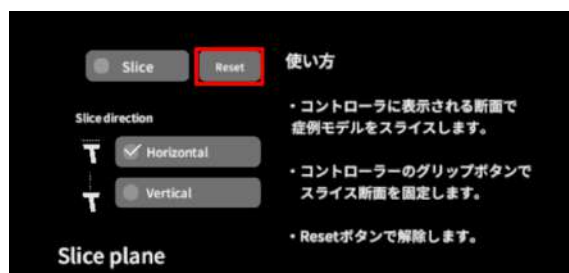 Slice
Reset
Slice direction
Horizontal
Vertical
Slice plane
使い方
・コントローラに表示される断面で
症例モデルをスライスします。
・コントローラーのグリップボタンで
スライス断面を固定します。
・Resetボタンで解除します。